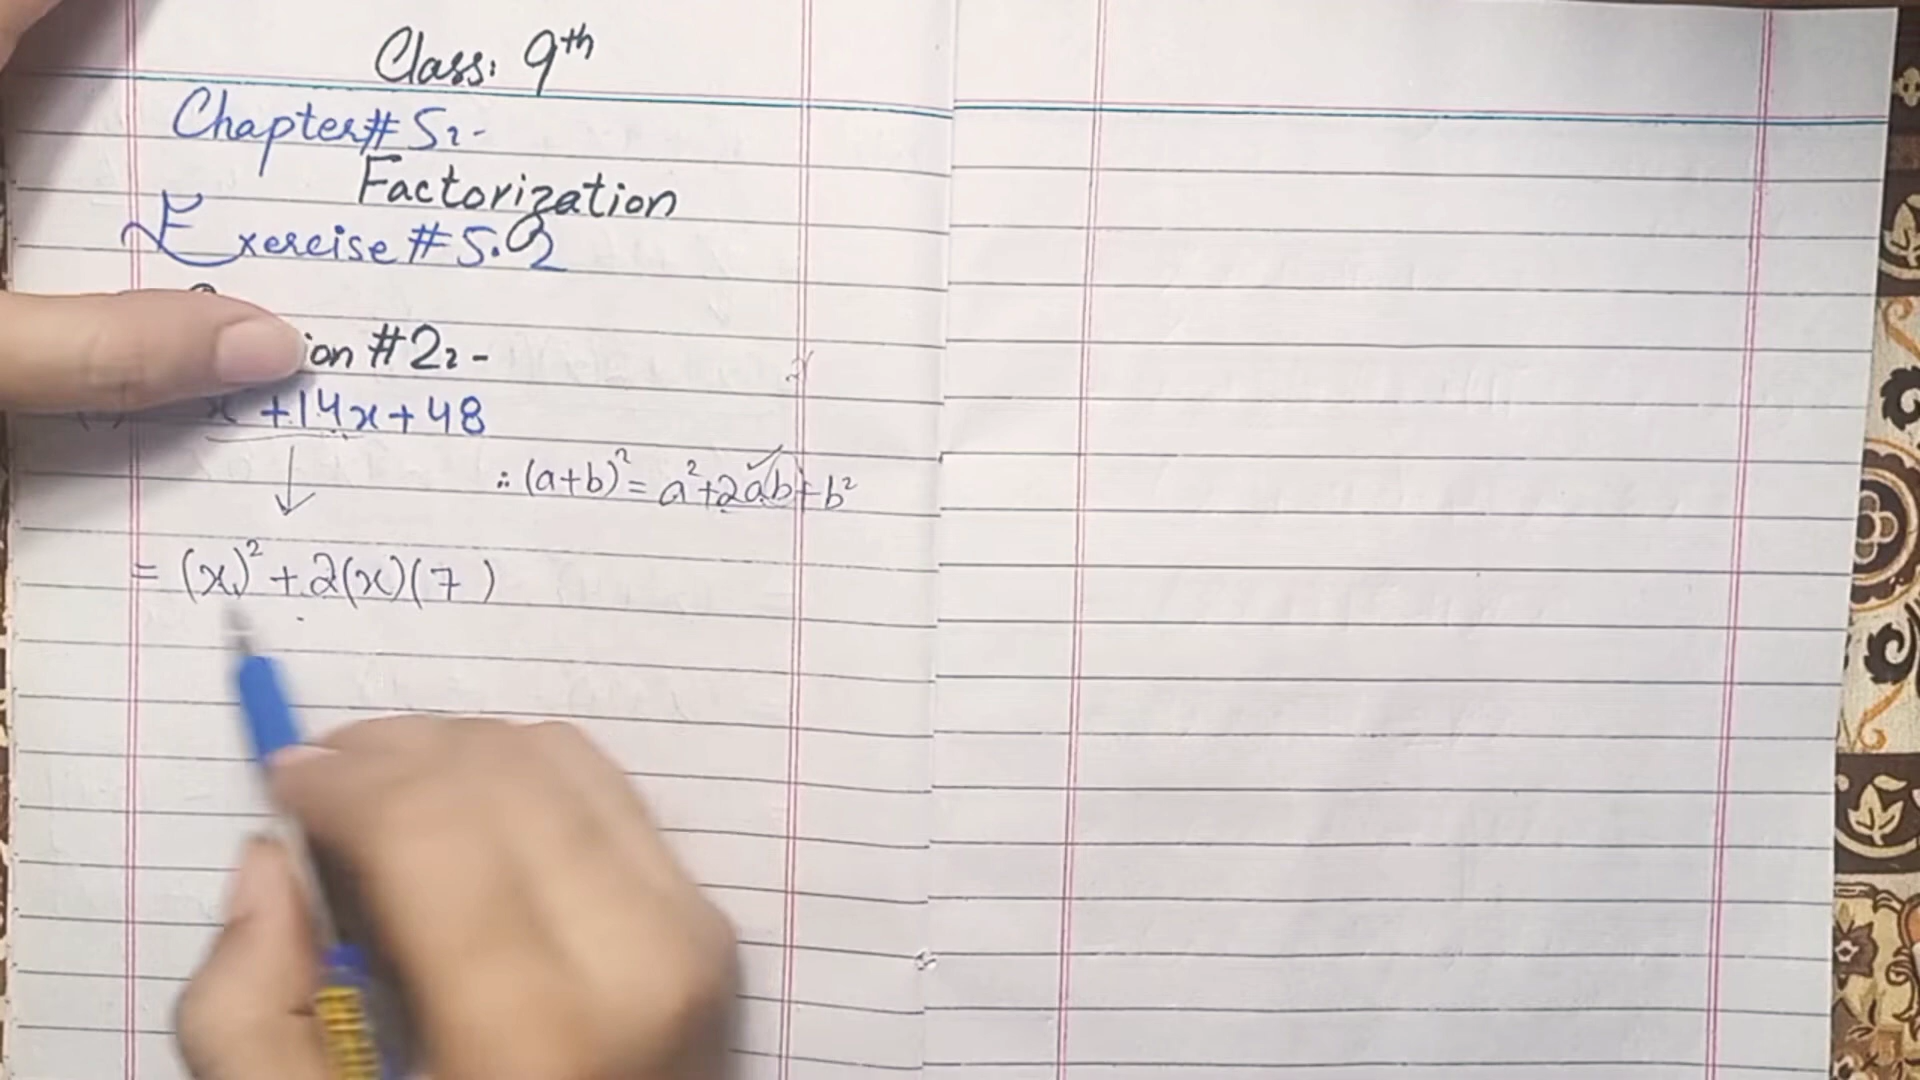 Class: 9th
Chapter# 5:-
Factorization
Exercise # 5.2
ion #2:-
x +14x+48
∴ (a+b)² = a²+2ab+b²
= (x)² + 2(x)(7 )